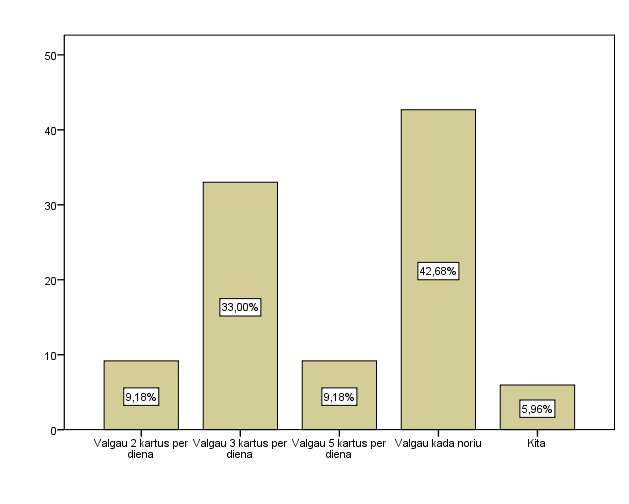 50
40
30
20
10
0
9,18%
33,00%
9,18%
42,68%
5,96%
Valgau 2 kartus per
diena
Valgau 3 kartus per
diena
Valgau 5 kartus per
diena
Valgau kada noriu
Kita